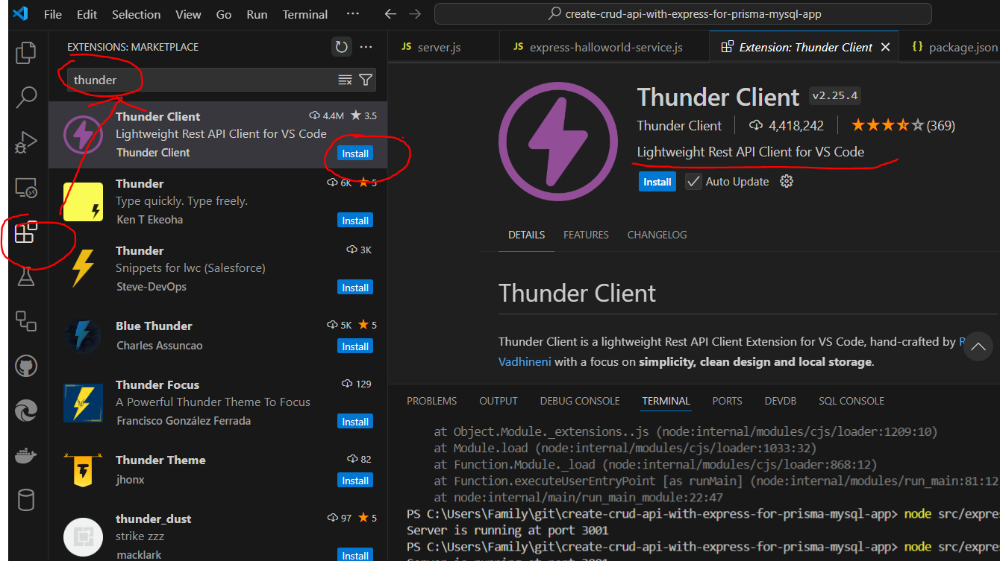 File Edit Selection View Go Run Terminal ···
create-crud-api-with-express-for-prisma-mysql-app
EXTENSIONS: MARKETPLACE
thunder
Thunder Client 4.4M 3.5
Lightweight Rest API Client for VS Code
Thunder Client Install
Thunder 6K 5
Type quickly. Type freely.
Ken T Ekeoha Install
Thunder 3K
Snippets for lwc (Salesforce)
Steve-DevOps Install
Blue Thunder 5K 5
Charles Assuncao Install
Thunder Focus 129
A Powerful Thunder Theme To Focus
Francisco González Ferrada Install
Thunder Theme 82
jhonx Install
thunder_dust 97 5
strike zzz
macklark Install
JS server.js JS express-halloworld-service.js Extension: Thunder Client {} package.json
Thunder Client v2.25.4
Thunder Client 4,418,242 (369)
Lightweight Rest API Client for VS Code
Install Auto Update
DETAILS FEATURES CHANGELOG
Thunder Client
Thunder Client is a lightweight Rest API Client Extension for VS Code, hand-crafted by
Vadhineni with a focus on simplicity, clean design and local storage.
PROBLEMS OUTPUT DEBUG CONSOLE TERMINAL PORTS DEVDB SQL CONSOLE
at Object.Module._extensions..js (node:internal/modules/cjs/loader:1209:10)
at Module.load (node:internal/modules/cjs/loader:1033:32)
at Function.Module._load (node:internal/modules/cjs/loader:868:12)
at Function.executeUserEntryPoint [as runMain] (node:internal/modules/run_main:81:12
at node:internal/main/run_main_module:22:47
PS C:\Users\Family\git\create-crud-api-with-express-for-prisma-mysql-app> node src/expre
Server is running at port 3001
PS C:\Users\Family\git\create-crud-api-with-express-for-prisma-mysql-app> node src/expre
Server is running at port 3001